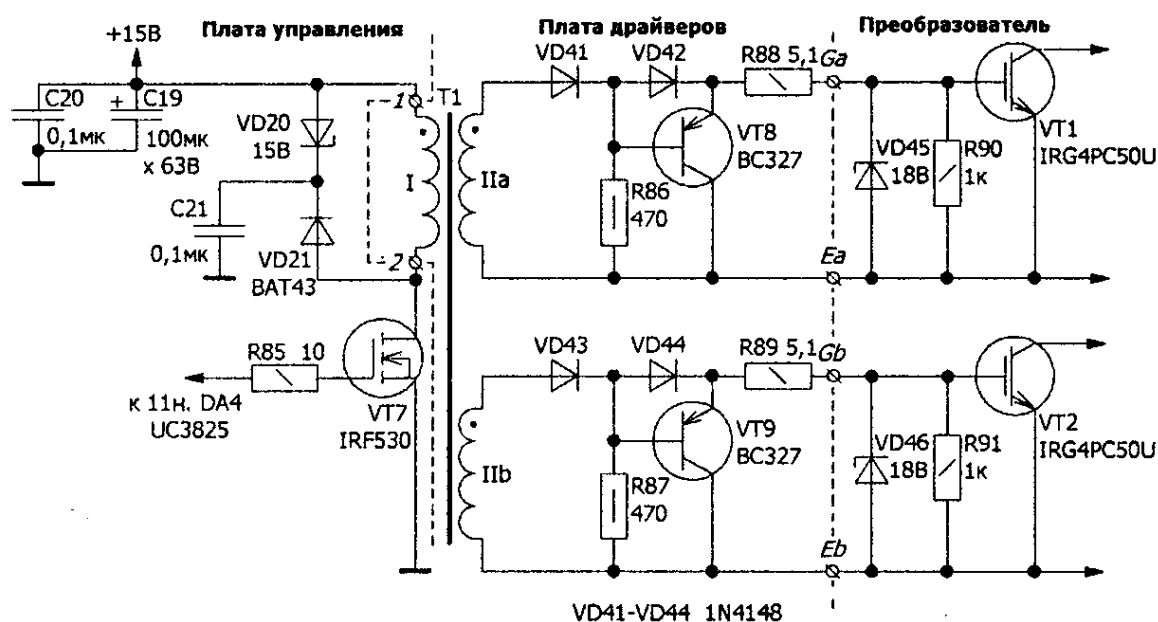 Плата управления
Плата драйверов
Преобразователь
+15В
VD41
VD42
R88 5,1
Ga
C20
0,1мк
+
C19
100мк
х 63В
VD20
15В
1
T1
I
IIa
VT8
BC327
R86
470
VD45
18В
R90
1к
VT1
IRG4PC50U
C21
0,1мк
VD21
BAT43
2
Ea
R85 10
к 11н. DA4
UC3825
VT7
IRF530
VD43
VD44
R89 5,1
Gb
IIb
VT9
BC327
R87
470
VD46
18В
R91
1к
VT2
IRG4PC50U
Eb
VD41-VD44 1N4148